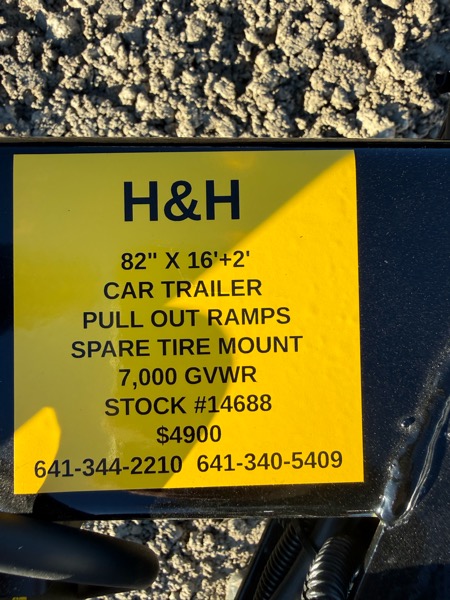 H&H
82" X 16'+2'
CAR TRAILER
PULL OUT RAMPS
SPARE TIRE MOUNT
7,000 GVWR
STOCK #14688
$4900
641-344-2210 641-340-5409